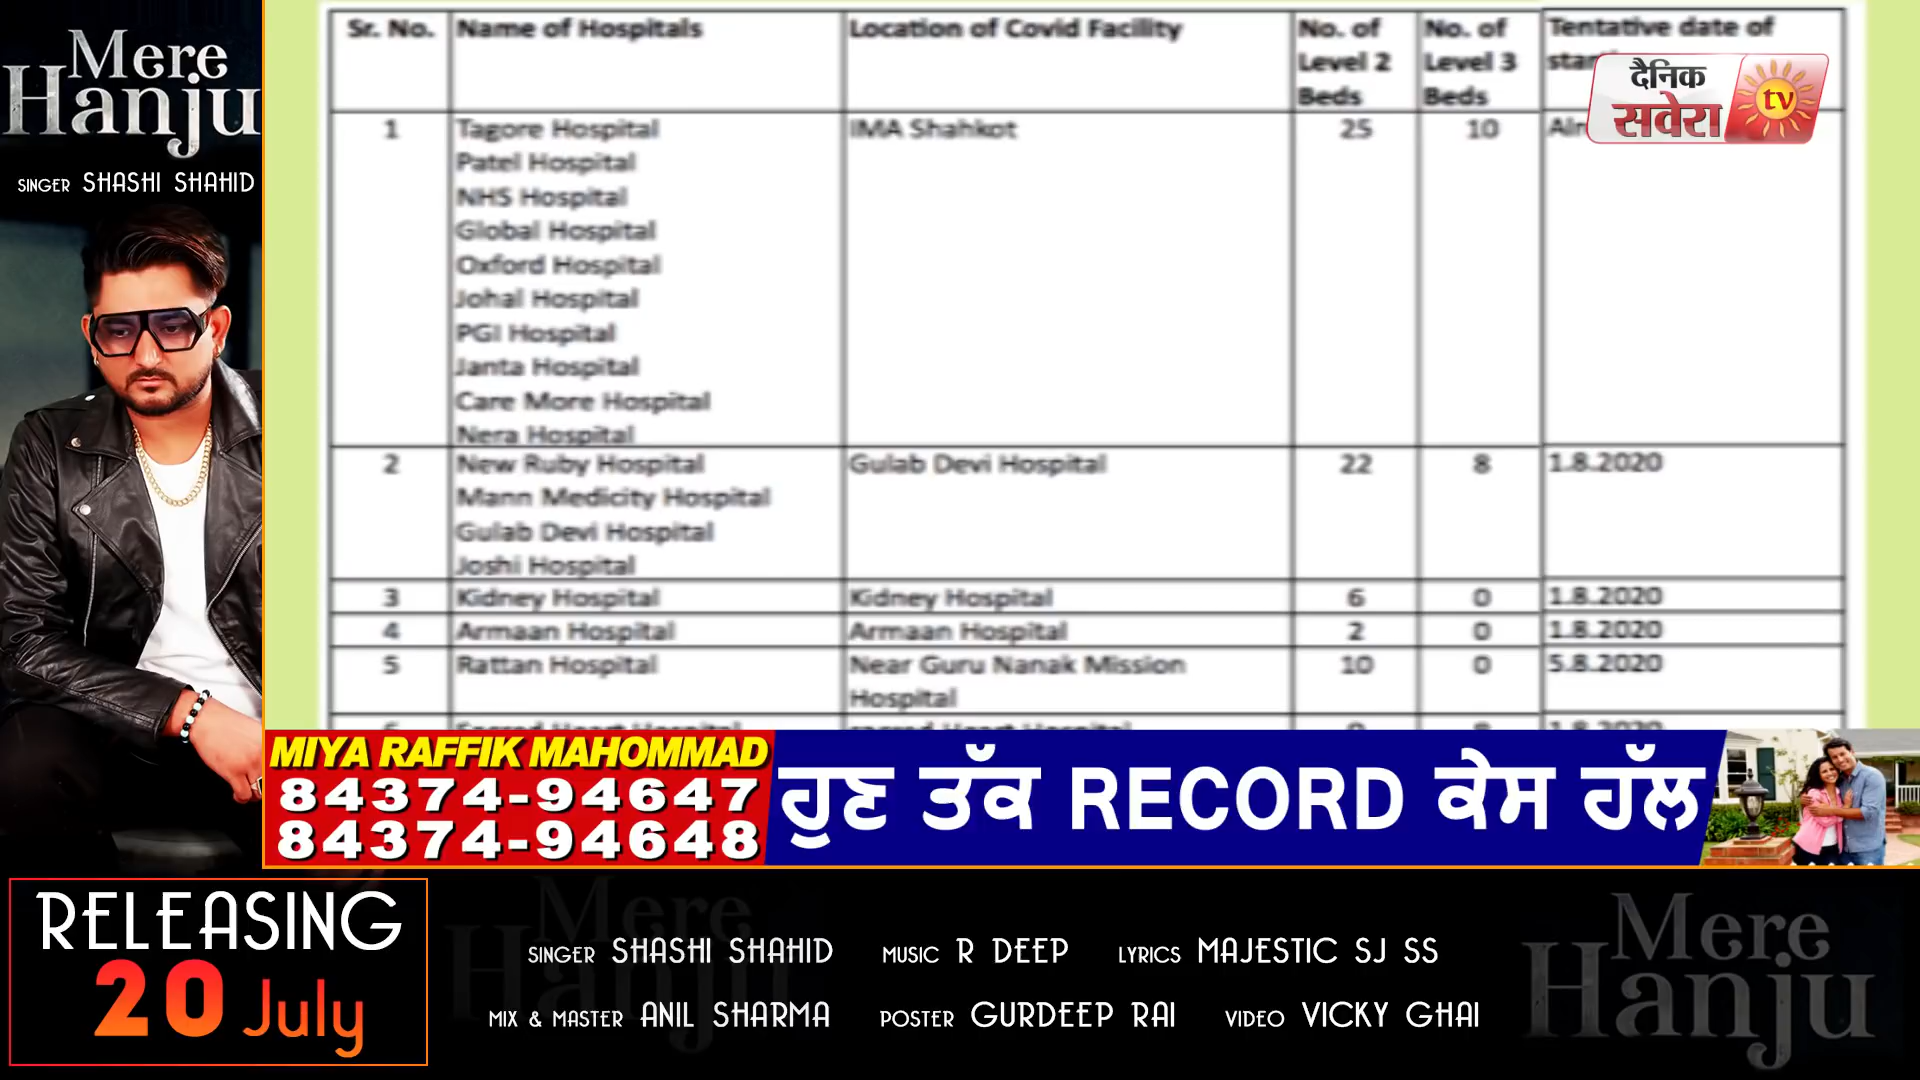 Mere
Hanju
SINGER SHASHI SHAHID
Sr. No. Name of Hospitals Location of Covid Facility No. of Level 2 Beds No. of Level 3 Beds Tentative date of
दैनिक
सवेरा tv
1 Tagore Hospital IMA Shahkot 25 10
Patel Hospital
NHS Hospital
Global Hospital
Oxford Hospital
Johal Hospital
PGI Hospital
Janta Hospital
Care More Hospital
Nera Hospital
2 New Ruby Hospital Gulab Devi Hospital 22 8 1.8.2020
Mann Medicity Hospital
Gulab Devi Hospital
Joshi Hospital
3 Kidney Hospital Kidney Hospital 6 0 1.8.2020
4 Armaan Hospital Armaan Hospital 2 0 1.8.2020
5 Rattan Hospital Near Guru Nanak Mission 10 0 5.8.2020
Hospital
MIYA RAFFIK MAHOMMAD
84374-94647
84374-94648
ਹੁਣ ਤੱਕ RECORD ਕੇਸ ਹੱਲ
RELEASING
20 July
SINGER SHASHI SHAHID MUSIC R DEEP LYRICS MAJESTIC SJ SS
MIX & MASTER ANIL SHARMA POSTER GURDEEP RAI VIDEO VICKY GHAI
Mere
Hanju